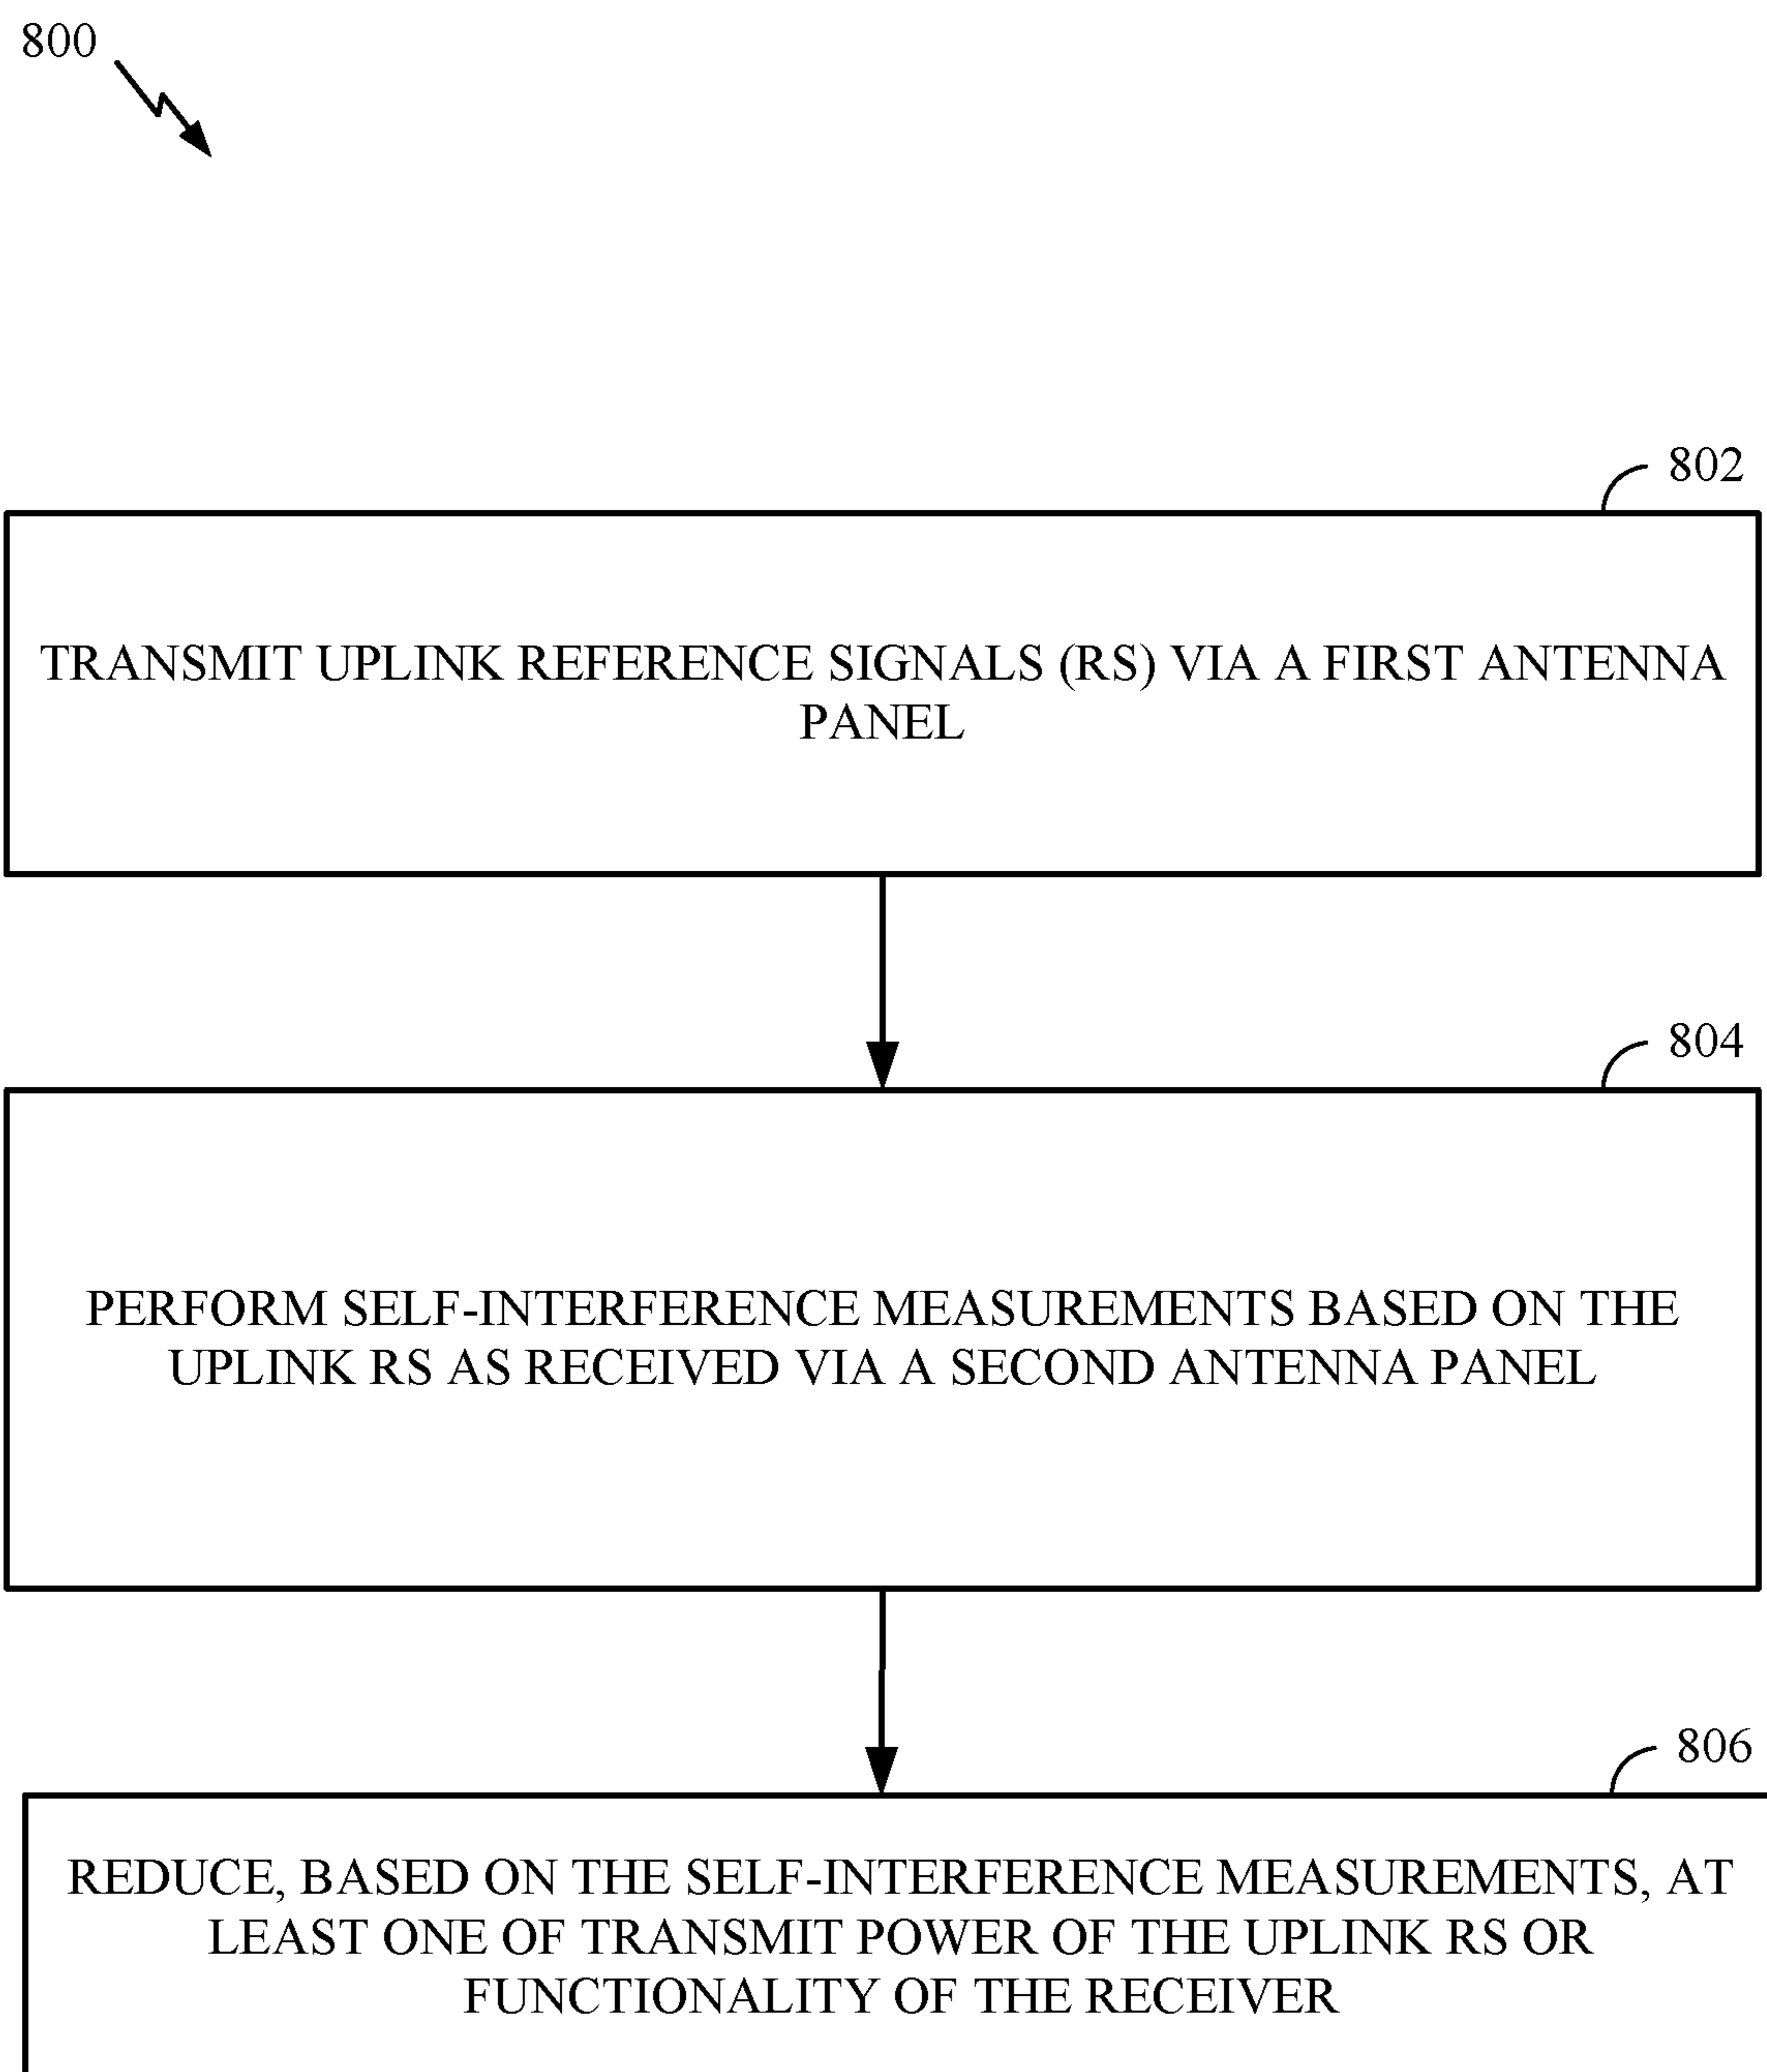 800
802
TRANSMIT UPLINK REFERENCE SIGNALS (RS) VIA A FIRST ANTENNA
PANEL
804
PERFORM SELF-INTERFERENCE MEASUREMENTS BASED ON THE
UPLINK RS AS RECEIVED VIA A SECOND ANTENNA PANEL
806
REDUCE, BASED ON THE SELF-INTERFERENCE MEASUREMENTS, AT
LEAST ONE OF TRANSMIT POWER OF THE UPLINK RS OR
FUNCTIONALITY OF THE RECEIVER